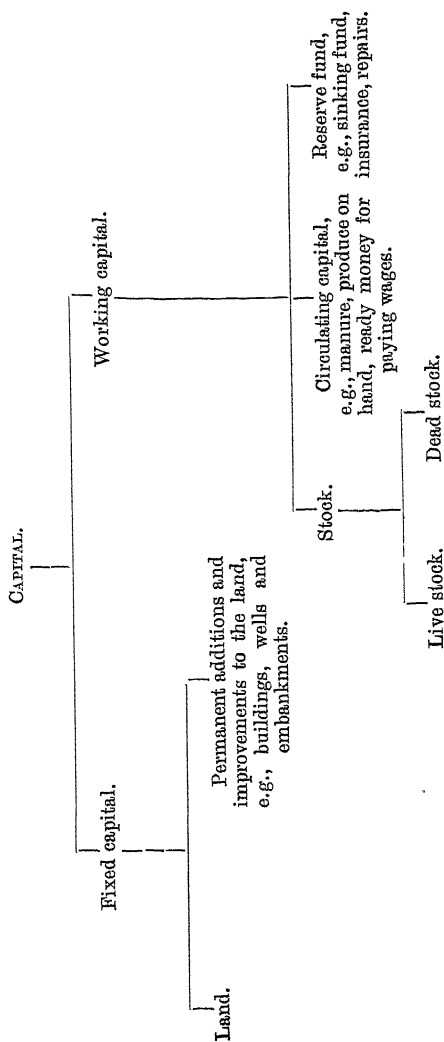 CAPITAL.
Fixed capital.
Working capital.
Land.
Permanent additions and
improvements to the land,
e.g., buildings, wells and
embankments.
Stock.
Circulating capital,
e.g., manure, produce on
hand, ready money for
paying wages.
Reserve fund,
e.g., sinking fund,
insurance, repairs.
Live stock.
Dead stock.